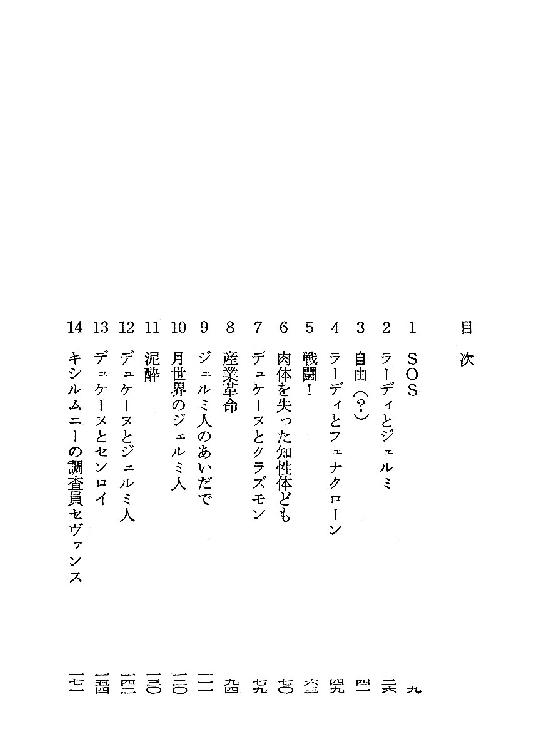 目次
1 SOS 九
2 ラーディとジェルミ 二六
3 自由(?) 四一
4 ラーディとフェナクローン 四九
5 戦闘! 六三
6 肉体を失った知性体ども 七〇
7 デュケーヌとクラズモン 七九
8 産業革命 九四
9 ジェルミ人のあいだで 一一一
10 月世界のジェルミ人 一二〇
11 泥酔 一三〇
12 デュケーヌとジェルミ人 一四三
13 デュケーヌとセンロイ 一五四
14 キシルムニーの調査員セヴァンス 一七一